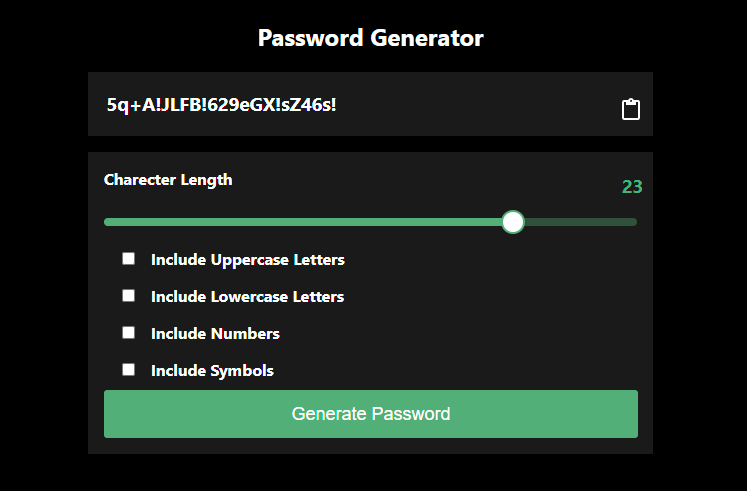 Password Generator
5q+A!JLFB!629eGX!sZ46s!
Charecter Length
23
Include Uppercase Letters
Include Lowercase Letters
Include Numbers
Include Symbols
Generate Password